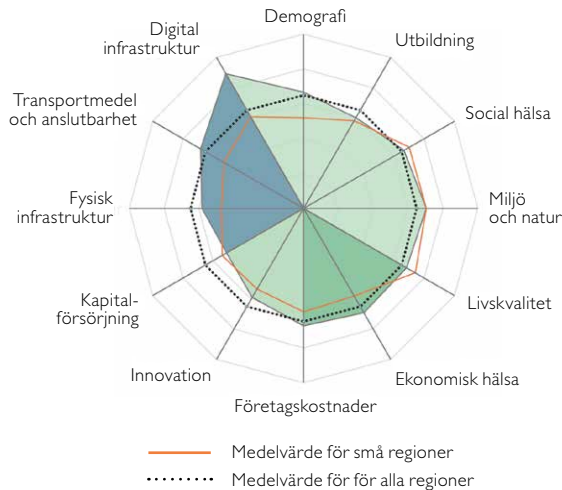 Demografi
Digital
infrastruktur
Utbildning
Transportmedel
och anslutbarhet
Social hälsa
Fysisk
infrastruktur
Miljö
och natur
Kapital-
försörjning
Livskvalitet
Innovation
Ekonomisk hälsa
Företagskostnader
Medelvärde för små regioner
Medelvärde för för alla regioner